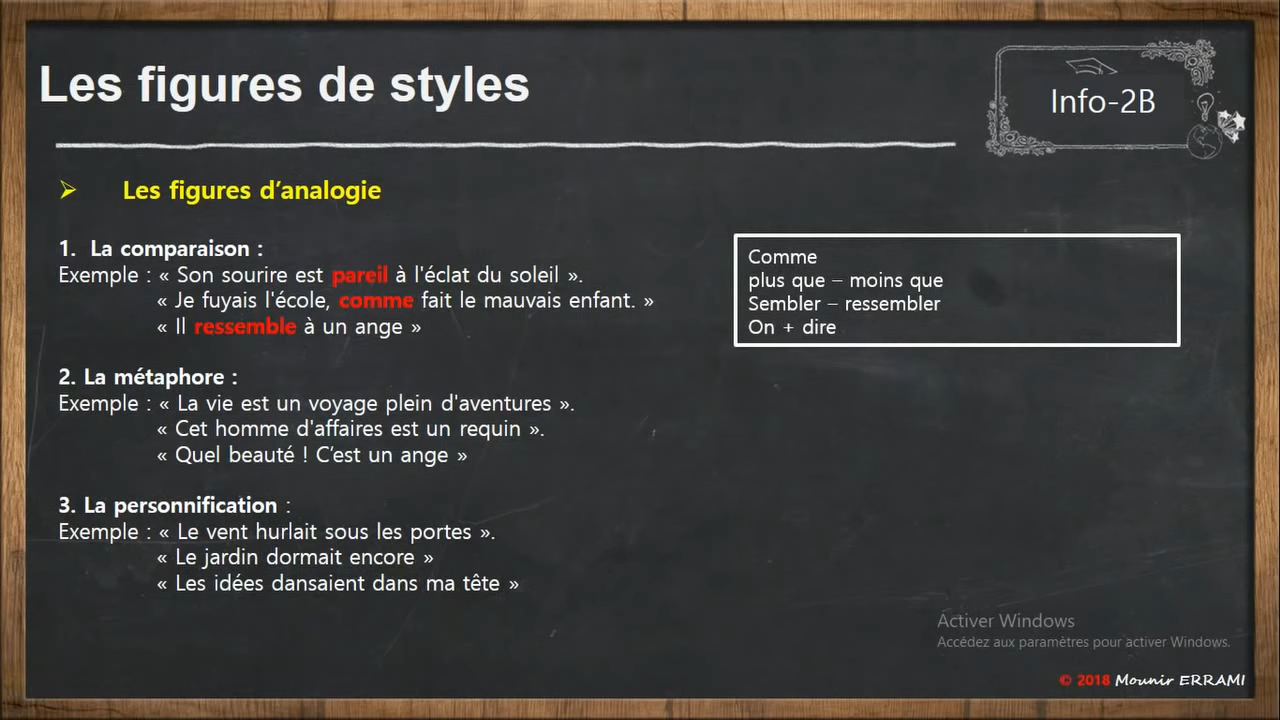 Les figures de styles
Info-2B
➢ Les figures d’analogie
1. La comparaison :
Exemple : « Son sourire est pareil à l'éclat du soleil ».
« Je fuyais l'école, comme fait le mauvais enfant. »
« Il ressemble à un ange »
Comme
plus que – moins que
Sembler – ressembler
On + dire
2. La métaphore :
Exemple : « La vie est un voyage plein d'aventures ».
« Cet homme d'affaires est un requin ».
« Quel beauté ! C’est un ange »
3. La personnification :
Exemple : « Le vent hurlait sous les portes ».
« Le jardin dormait encore »
« Les idées dansaient dans ma tête »
Activer Windows
Accédez aux paramètres pour activer Windows.
© 2018 Mounir ERRAMI